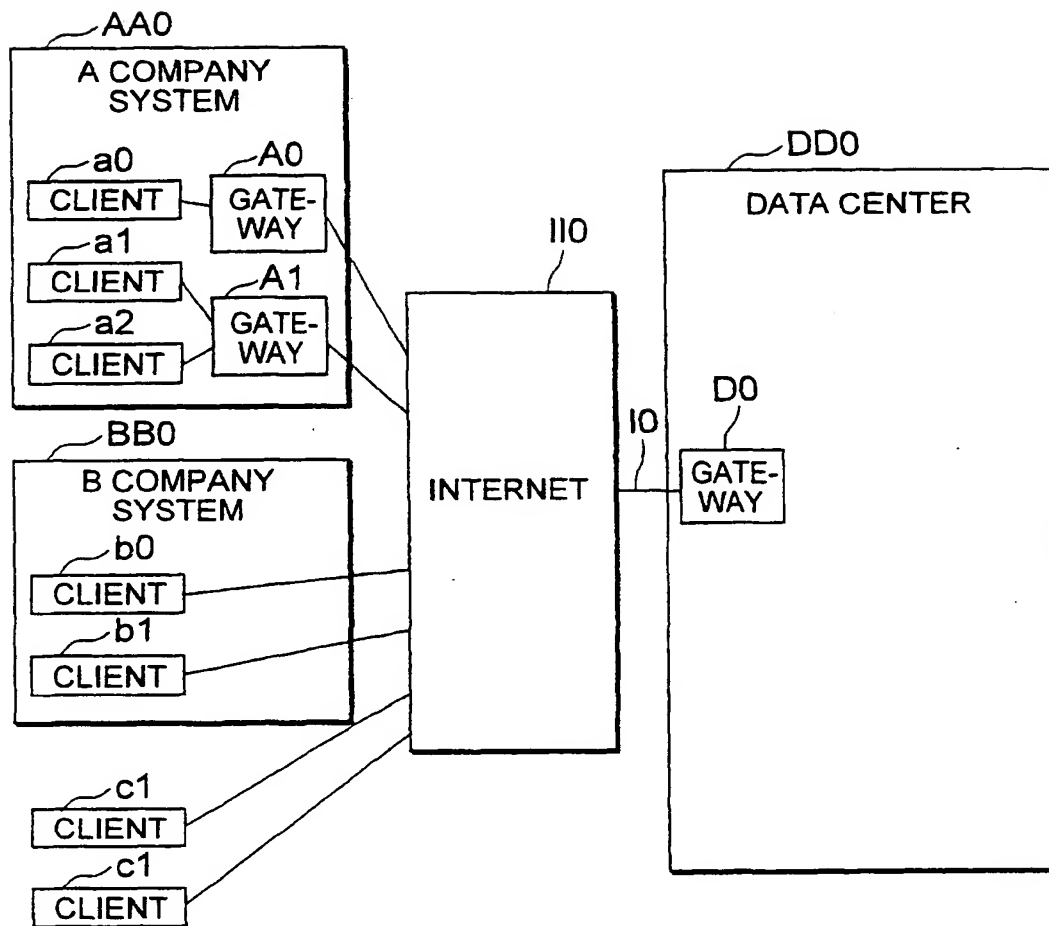 AA0
A COMPANY
SYSTEM
a0
CLIENT
A0
GATE-
WAY
a1
CLIENT
A1
GATE-
WAY
a2
CLIENT
BB0
B COMPANY
SYSTEM
b0
CLIENT
b1
CLIENT
c1
CLIENT
c1
CLIENT
II0
INTERNET
I0
DD0
DATA CENTER
D0
GATE-
WAY